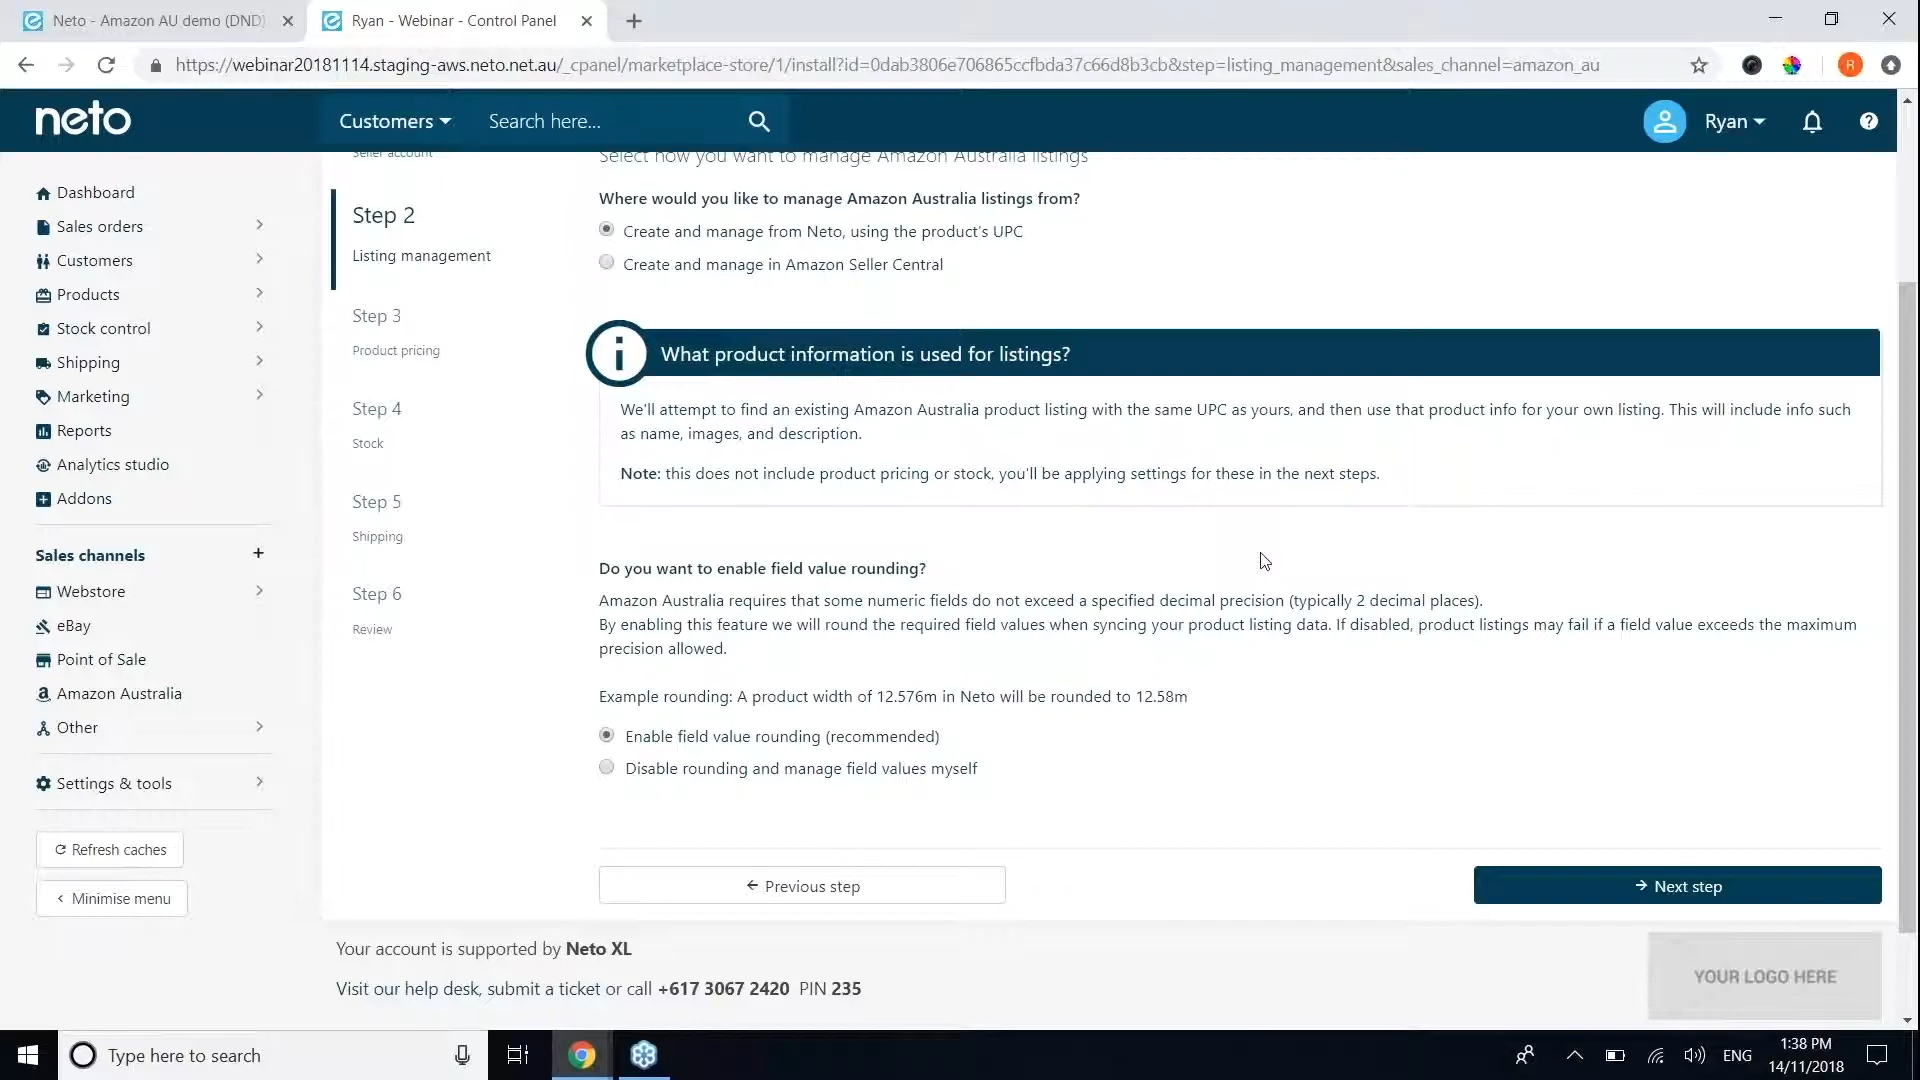 Neto - Amazon AU demo (DND)
Ryan - Webinar - Control Panel
https://webinar20181114.staging-aws.neto.net.au/_cpanel/marketplace-store/1/install?id=0dab3806e706865ccfbda37c66d8b3cb&step=listing_management&sales_channel=amazon_au
R
neto
Customers
Search here...
Ryan
Dashboard
Sales orders
Customers
Products
Stock control
Shipping
Marketing
Reports
Analytics studio
Addons
Sales channels +
Webstore
eBay
Point of Sale
Amazon Australia
Other
Settings & tools
Refresh caches
Minimise menu
Seller account
Step 2
Listing management
Step 3
Product pricing
Step 4
Stock
Step 5
Shipping
Step 6
Review
Select how you want to manage Amazon Australia listings
Where would you like to manage Amazon Australia listings from?
Create and manage from Neto, using the product's UPC
Create and manage in Amazon Seller Central
What product information is used for listings?
We'll attempt to find an existing Amazon Australia product listing with the same UPC as yours, and then use that product info for your own listing. This will include info such
as name, images, and description.
Note: this does not include product pricing or stock, you'll be applying settings for these in the next steps.
Do you want to enable field value rounding?
Amazon Australia requires that some numeric fields do not exceed a specified decimal precision (typically 2 decimal places).
By enabling this feature we will round the required field values when syncing your product listing data. If disabled, product listings may fail if a field value exceeds the maximum
precision allowed.
Example rounding: A product width of 12.576m in Neto will be rounded to 12.58m
Enable field value rounding (recommended)
Disable rounding and manage field values myself
Previous step
Next step
Your account is supported by Neto XL
Visit our help desk, submit a ticket or call +617 3067 2420 PIN 235
YOUR LOGO HERE
Type here to search
ENG
1:38 PM
14/11/2018